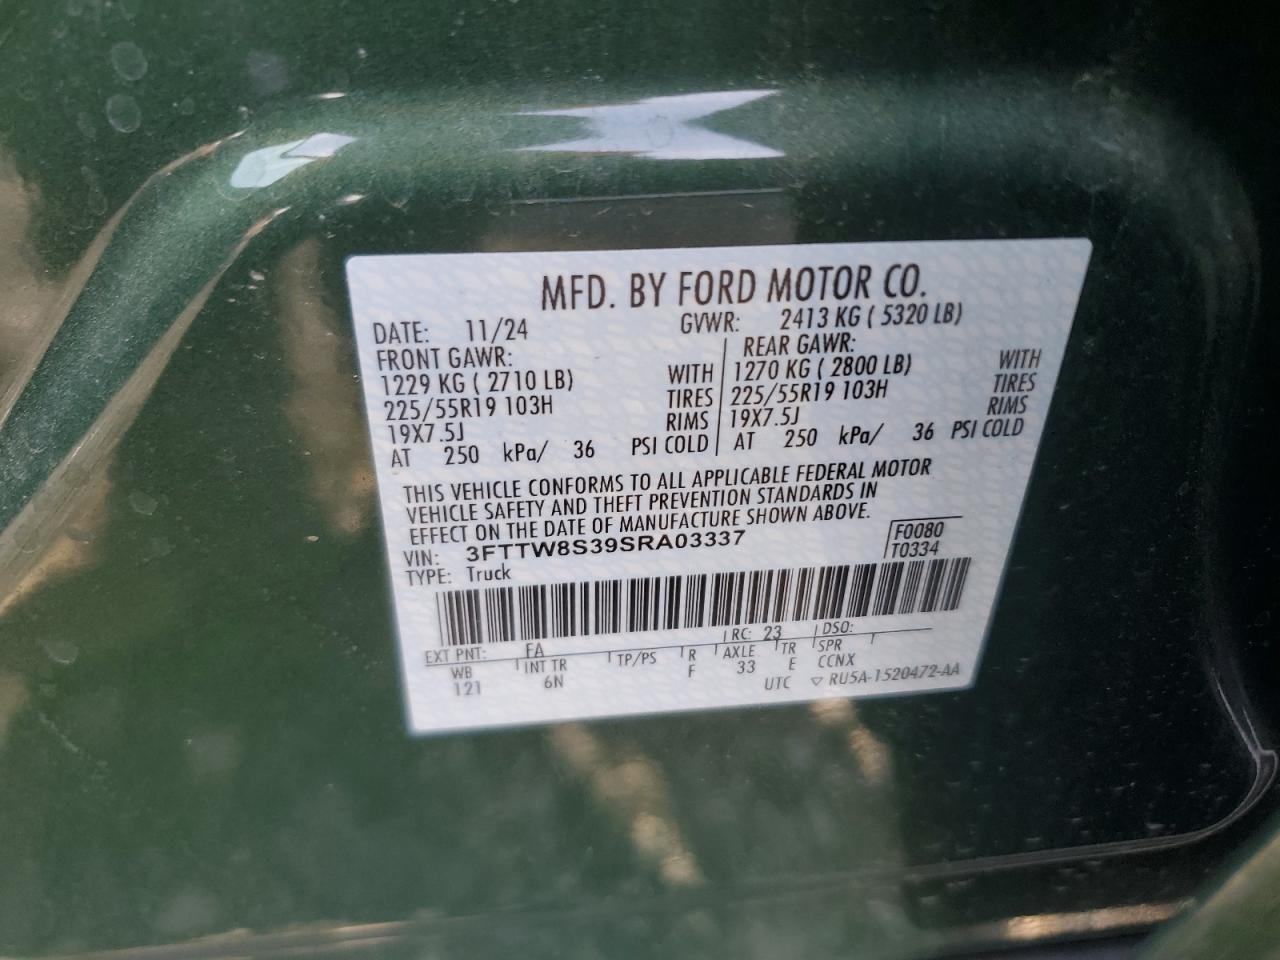 MFD. BY FORD MOTOR CO.
DATE: 11/24 GVWR: 2413 KG ( 5320 LB)
FRONT GAWR: REAR GAWR:
1229 KG ( 2710 LB) WITH 1270 KG ( 2800 LB) WITH
225/55R19 103H TIRES 225/55R19 103H TIRES
19X7.5J RIMS 19X7.5J RIMS
AT 250 kPa/ 36 PSI COLD AT 250 kPa/ 36 PSI COLD
THIS VEHICLE CONFORMS TO ALL APPLICABLE FEDERAL MOTOR
VEHICLE SAFETY AND THEFT PREVENTION STANDARDS IN
EFFECT ON THE DATE OF MANUFACTURE SHOWN ABOVE.
VIN: 3FTTW8S39SRA03337 F0080
TYPE: Truck T0334
EXT PNT: FA RC: 23 DSO:
WB INT TR TP/PS R AXLE TR SPR
121 6N F 33 E CCNX
UTC ▽ RU5A-1520472-AA